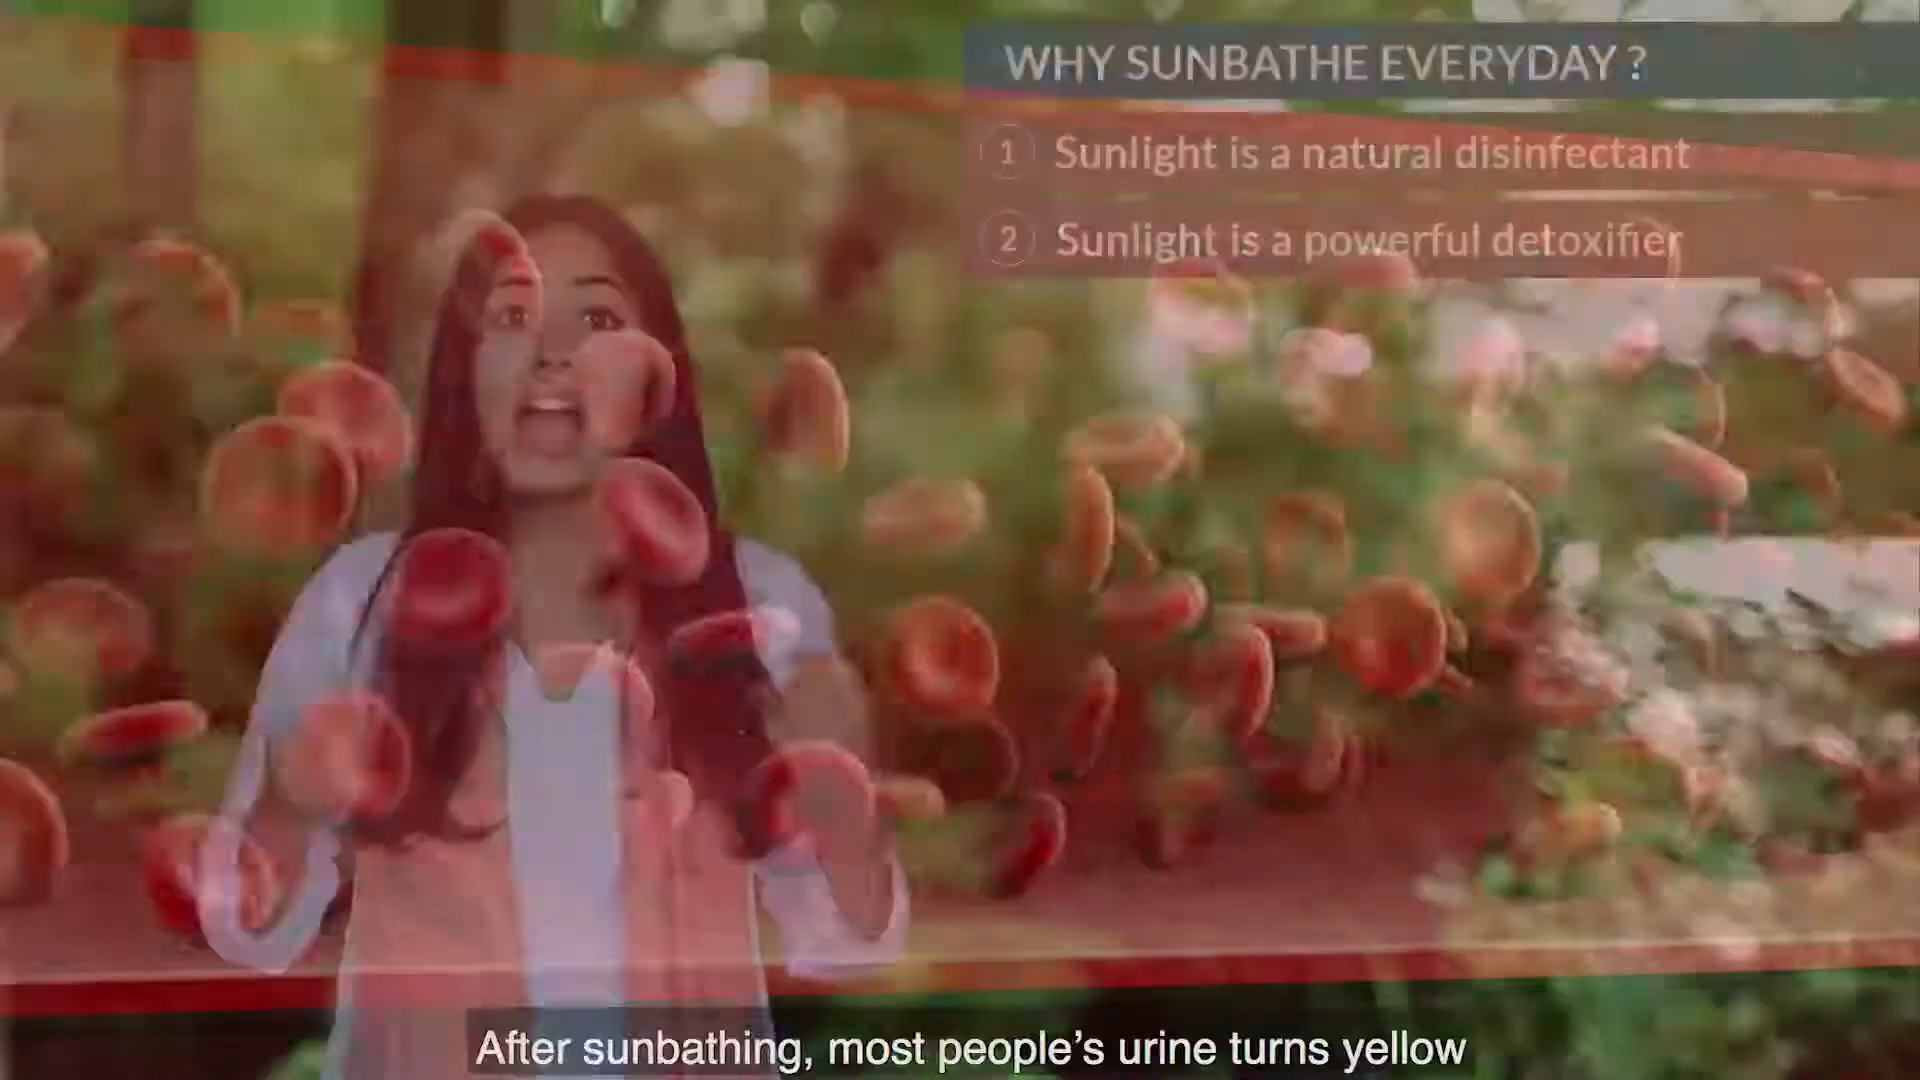 WHY SUNBATHE EVERYDAY ?
1 Sunlight is a natural disinfectant
2 Sunlight is a powerful detoxifier
After sunbathing, most people’s urine turns yellow